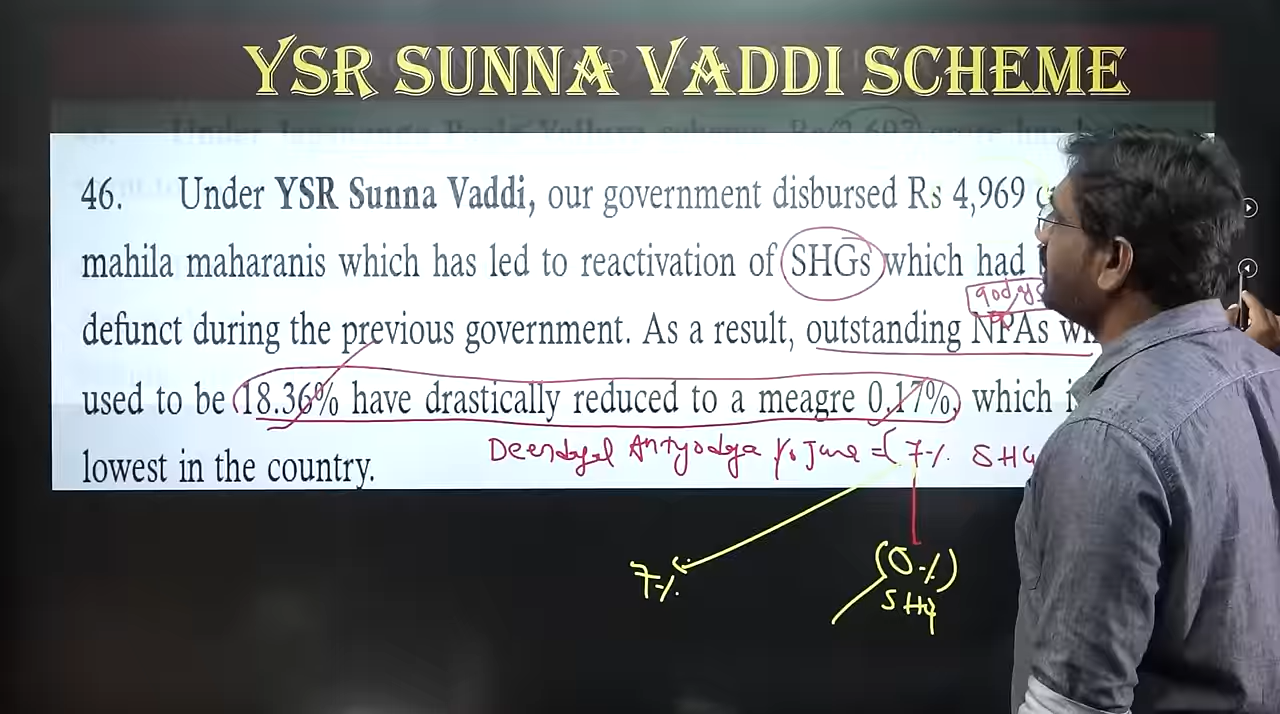 YSR SUNNA VADDI SCHEME
46. Under YSR Sunna Vaddi, our government disbursed Rs 4,969
mahila maharanis which has led to reactivation of SHGs which had
90days
defunct during the previous government. As a result, outstanding NPAs
used to be 18.36% have drastically reduced to a meagre 0.17%, which
lowest in the country.
= ( 7% SHG
7%
(0%)
SHG